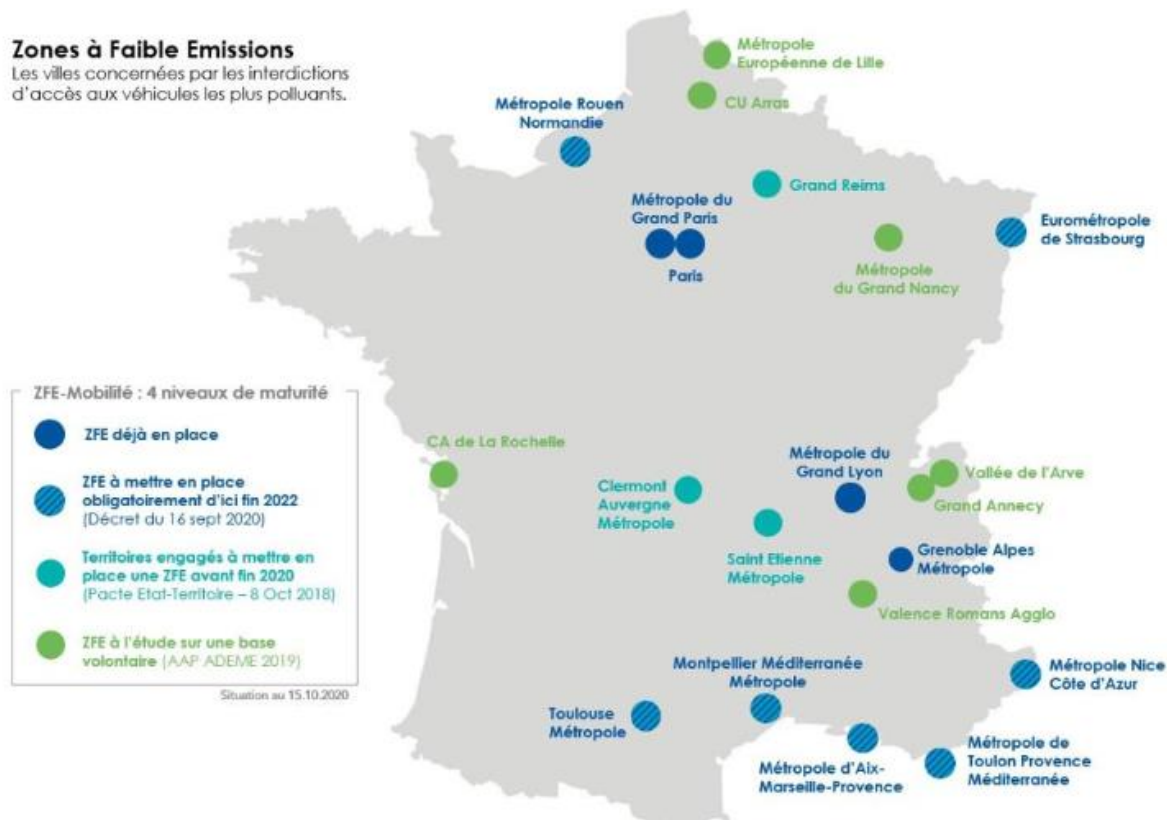 Zones à Faible Emissions
Les villes concernées par les interdictions
d'accès aux véhicules les plus polluants.
Métropole
Européenne de Lille
CU Arras
Métropole Rouen
Normandie
Grand Reims
Métropole du
Grand Paris
Paris
Eurométropole
de Strasbourg
Métropole
du Grand Nancy
ZFE-Mobilité : 4 niveaux de maturité
ZFE déjà en place
ZFE à mettre en place
obligatoirement d'ici fin 2022
(Décret du 16 sept 2020)
Territoires engagés à mettre en
place une ZFE avant fin 2020
(Pacte Etat-Territoire – 8 Oct 2018)
ZFE à l'étude sur une base
volontaire (AAP ADEME 2019)
Situation au 15.10.2020
CA de La Rochelle
Clermont
Auvergne
Métropole
Métropole du
Grand Lyon
Vallée de l'Arve
Grand Annecy
Saint Etienne
Métropole
Grenoble Alpes
Métropole
Valence Romans Agglo
Montpellier Méditerranée
Métropole
Métropole Nice
Côte d'Azur
Toulouse
Métropole
Métropole d'Aix-
Marseille-Provence
Métropole de
Toulon Provence
Méditerranée